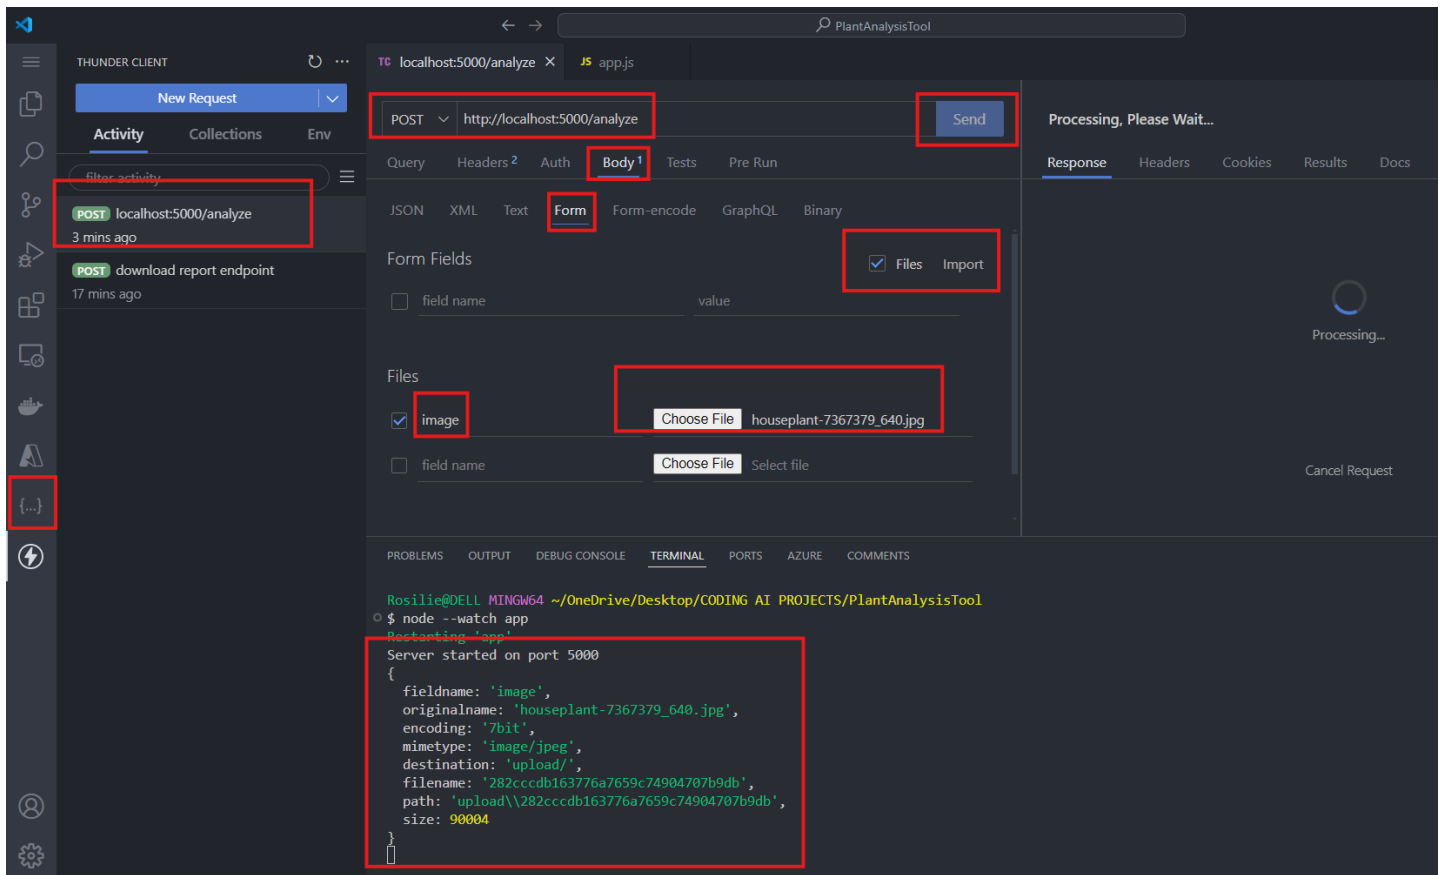 PlantAnalysisTool
THUNDER CLIENT
New Request
Activity Collections Env
filter activity
POST localhost:5000/analyze
3 mins ago
POST download report endpoint
17 mins ago
TC localhost:5000/analyze
JS app.js
POST http://localhost:5000/analyze Send
Query Headers 2 Auth Body 1 Tests Pre Run
JSON XML Text Form Form-encode GraphQL Binary
Form Fields
Files Import
field name value
Files
image Choose File houseplant-7367379_640.jpg
field name Choose File Select file
Processing, Please Wait...
Response Headers Cookies Results Docs
Processing...
Cancel Request
{...}
PROBLEMS OUTPUT DEBUG CONSOLE TERMINAL PORTS AZURE COMMENTS
Rosilie@DELL MINGW64 ~/OneDrive/Desktop/CODING AI PROJECTS/PlantAnalysisTool
$ node --watch app
Restarting 'app'
Server started on port 5000
{
fieldname: 'image',
originalname: 'houseplant-7367379_640.jpg',
encoding: '7bit',
mimetype: 'image/jpeg',
destination: 'upload/',
filename: '282cccdb163776a7659c74904707b9db',
path: 'upload\\282cccdb163776a7659c74904707b9db',
size: 90004
}